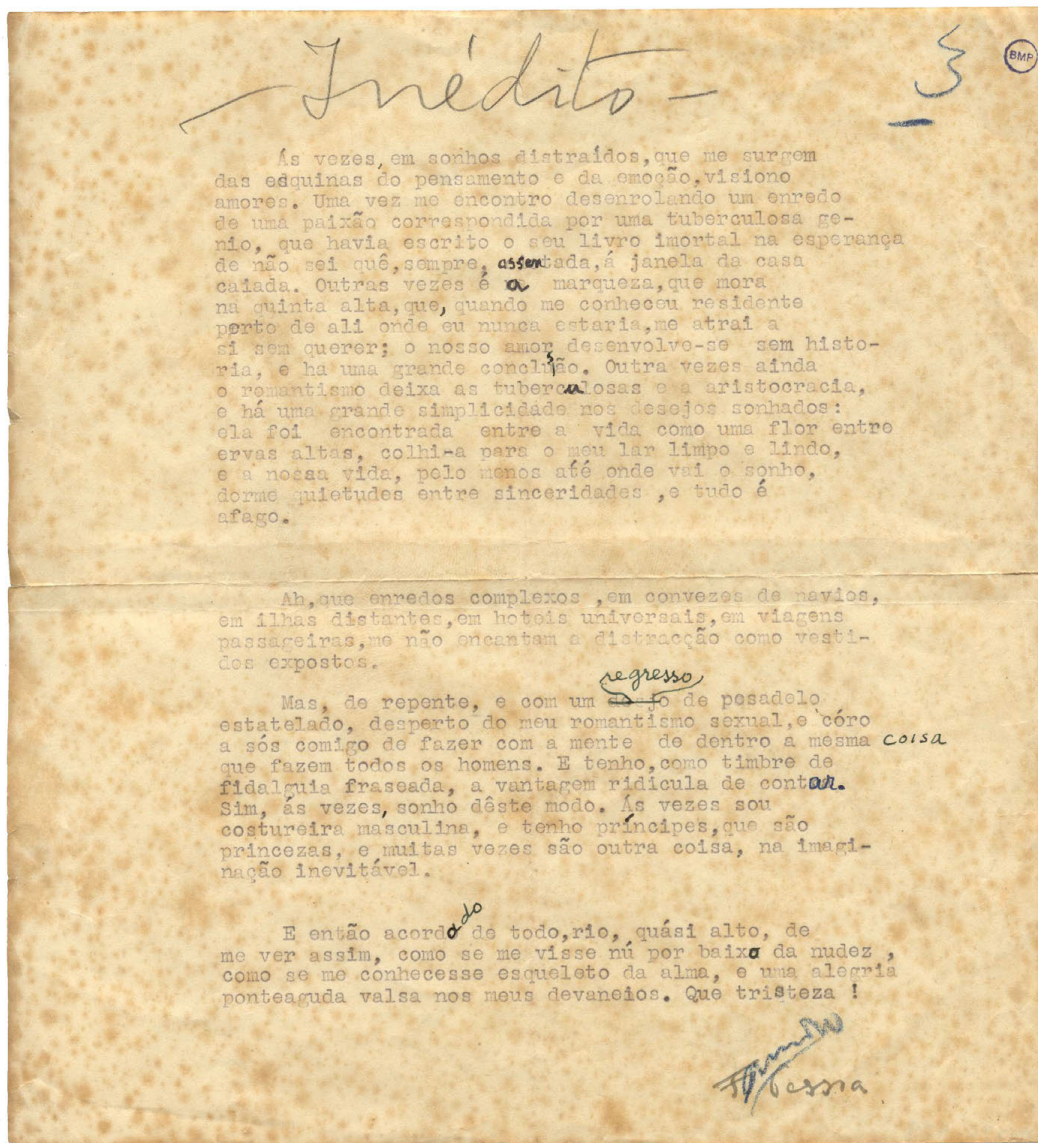 - Inédito -
3
BMP
Ás vezes, em sonhos distraídos,que me surgem
das esquinas do pensamento e da emoção,visiono
amores. Uma vez me encontro desenrolando um enredo
de uma paixão correspondida por uma tuberculosa ge-
nio, que havia escrito o seu livro imortal na esperança
de não sei quê,sempre, assentada,á janela da casa
caiada. Outras vezes é a marqueza,que mora
na quinta alta,que, quando me conheceu residente
perto de ali onde eu nunca estaria,me atrai a
si sem querer; o nosso amor desenvolve-se sem histo-
ria, e ha uma grande conclusão. Outra vezes ainda
o romantismo deixa as tuberculosas e a aristocracia,
e há uma grande simplicidade nos desejos sonhados:
ela foi encontrada entre a vida como uma flor entre
ervas altas, colhi-a para o meu lar limpo e lindo,
e a nossa vida, pelo menos até onde vai o sonho,
dorme quietudes entre sinceridades ,e tudo é
afago.
Ah,que enredos complexos ,em convezes de navios,
em ilhas distantes,em hoteis universais,em viagens
passageiras,me não encantam a distracção como vesti-
dos expostos.
regresso
Mas, de repente, e com um de pesadelo
estatelado, desperto do meu romantismo sexual,e córo
a sós comigo de fazer com a mente de dentro a mesma coisa
que fazem todos os homens. E tenho,como timbre de
fidalguia fraseada, a vantagem ridicula de contar.
Sim, ás vezes, sonho dêste modo. Ás vezes sou
costureira masculina, e tenho príncipes,que são
princezas, e muitas vezes são outra coisa, na imagi-
nação inevitável.
E então acordado de todo,rio, quási alto, de
me ver assim, como se me visse nú por baixo da nudez ,
como se me conhecesse esqueleto da alma, e uma alegria
ponteaguda valsa nos meus devaneios. Que tristeza !